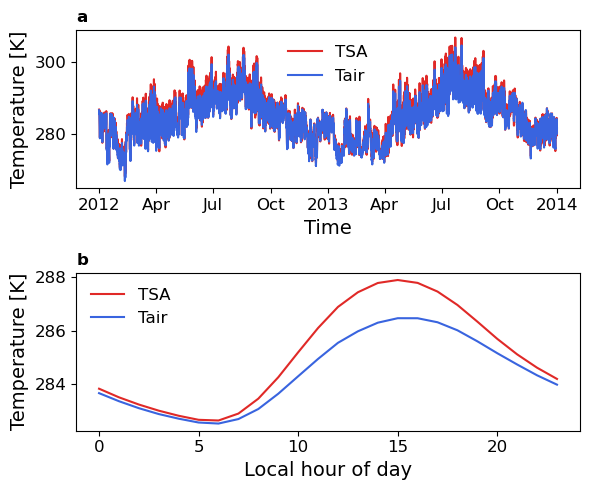 a
Temperature [K]
300
280
TSA
Tair
2012 Apr Jul Oct 2013 Apr Jul Oct 2014
Time
b
Temperature [K]
288
286
284
TSA
Tair
0 5 10 15 20
Local hour of day